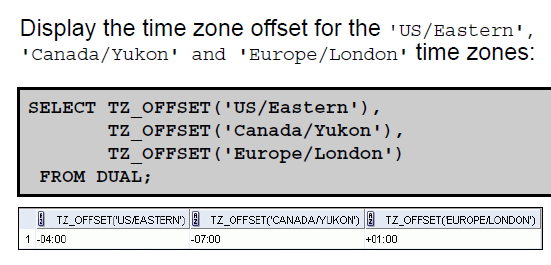 Display the time zone offset for the 'US/Eastern',
'Canada/Yukon' and 'Europe/London' time zones:
SELECT TZ_OFFSET('US/Eastern'),
TZ_OFFSET('Canada/Yukon'),
TZ_OFFSET('Europe/London')
FROM DUAL;
TZ_OFFSET('US/EASTERN') TZ_OFFSET('CANADA/YUKON') TZ_OFFSET('EUROPE/LONDON')
1 -04:00 -07:00 +01:00